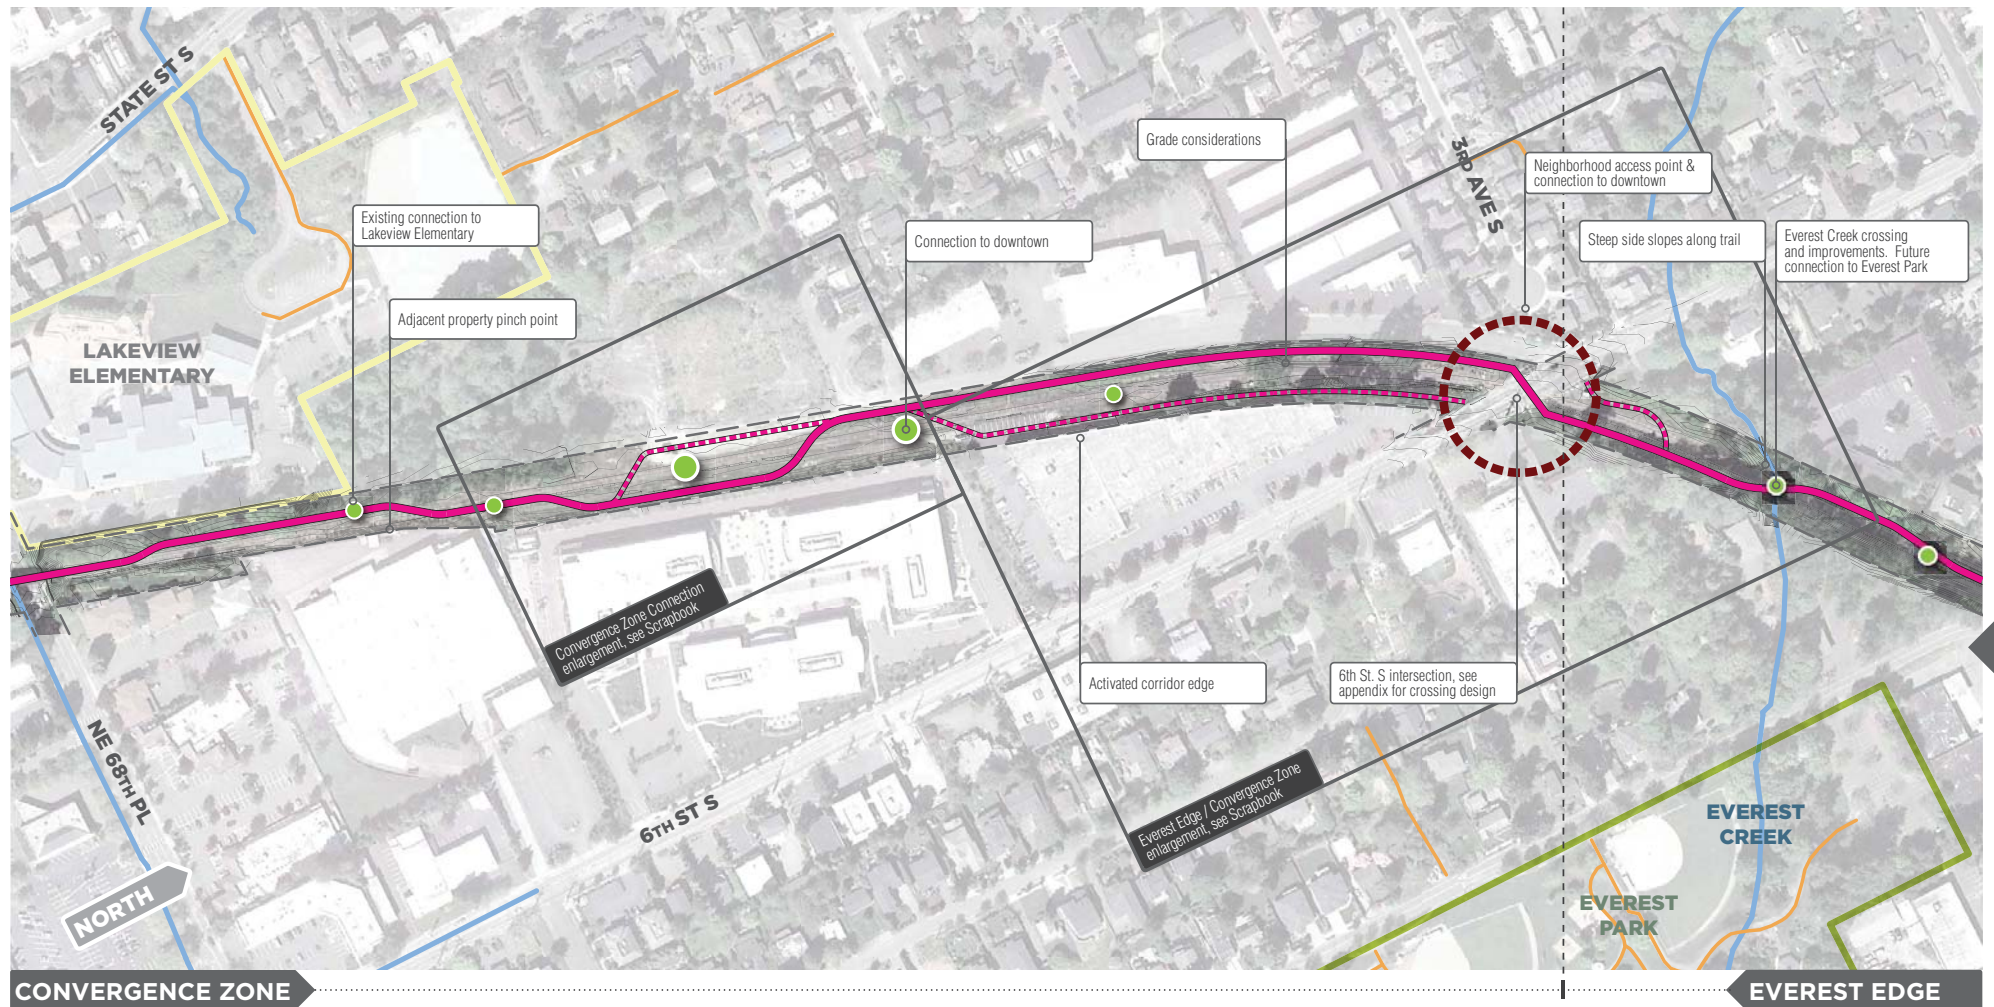 STATE ST S
Existing connection to
Lakeview Elementary
Adjacent property pinch point
LAKEVIEW
ELEMENTARY
Connection to downtown
Grade considerations
3RD AVE S
Neighborhood access point &
connection to downtown
Steep side slopes along trail
Everest Creek crossing
and improvements. Future
connection to Everest Park
Convergence Zone Connection
enlargement, see Scrapbook
Activated corridor edge
6th St. S intersection, see
appendix for crossing design
NE 68TH PL
6TH ST S
Everest Edge / Convergence Zone
enlargement, see Scrapbook
EVEREST
CREEK
EVEREST
PARK
NORTH
CONVERGENCE ZONE
EVEREST EDGE